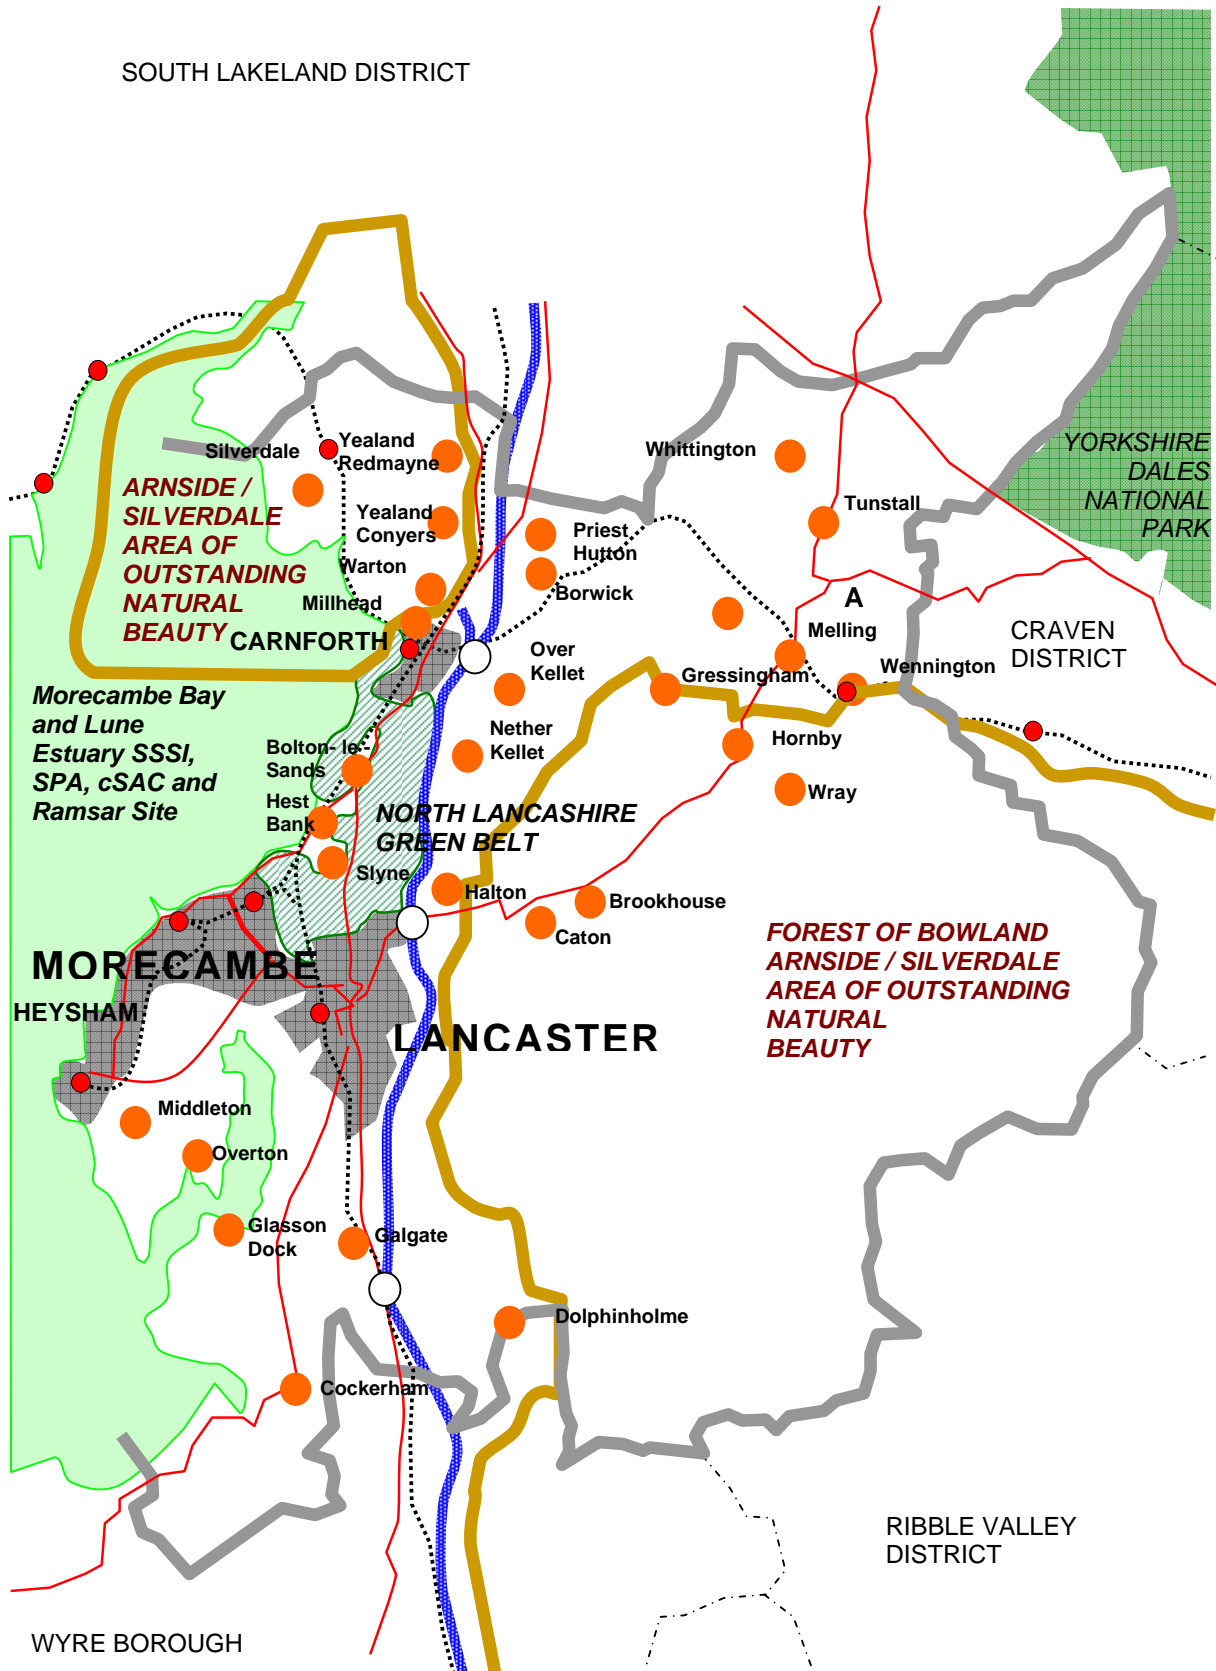 SOUTH LAKELAND DISTRICT
Silverdale
Yealand
Redmayne
Whittington
YORKSHIRE
DALES
NATIONAL
PARK
ARNSIDE /
SILVERDALE
AREA OF
OUTSTANDING
NATURAL
BEAUTY
Yealand
Conyers
Tunstall
Priest
Hutton
Warton
Borwick
Millhead
A
CARNFORTH
Melling
CRAVEN
DISTRICT
Over
Kellet
Gressingham
Wennington
Morecambe Bay
and Lune
Estuary SSSI,
SPA, cSAC and
Ramsar Site
Nether
Kellet
Hornby
Bolton- le -
Sands
Wray
Hest
Bank
NORTH LANCASHIRE
GREEN BELT
Slyne
Halton
Brookhouse
Caton
FOREST OF BOWLAND
ARNSIDE / SILVERDALE
AREA OF OUTSTANDING
NATURAL
BEAUTY
MORECAMBE
HEYSHAM
LANCASTER
Middleton
Overton
Glasson
Dock
Galgate
Dolphinholme
Cockerham
RIBBLE VALLEY
DISTRICT
WYRE BOROUGH